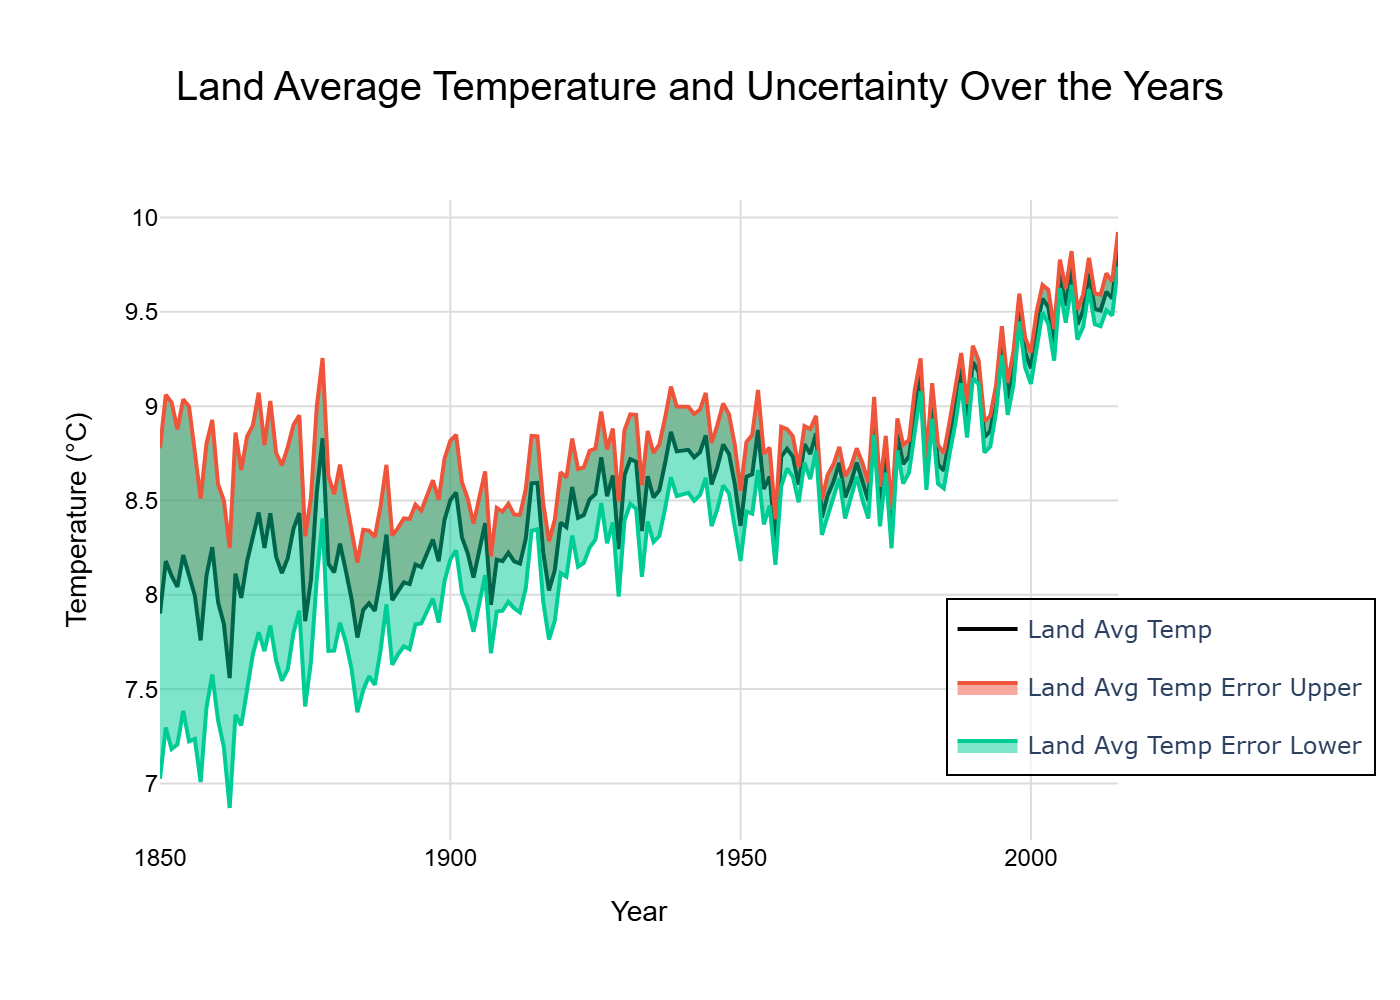 Land Average Temperature and Uncertainty Over the Years
10
9.5
9
8.5
8
7.5
7
Temperature (°C)
1850
1900
1950
2000
Year
Land Avg Temp
Land Avg Temp Error Upper
Land Avg Temp Error Lower